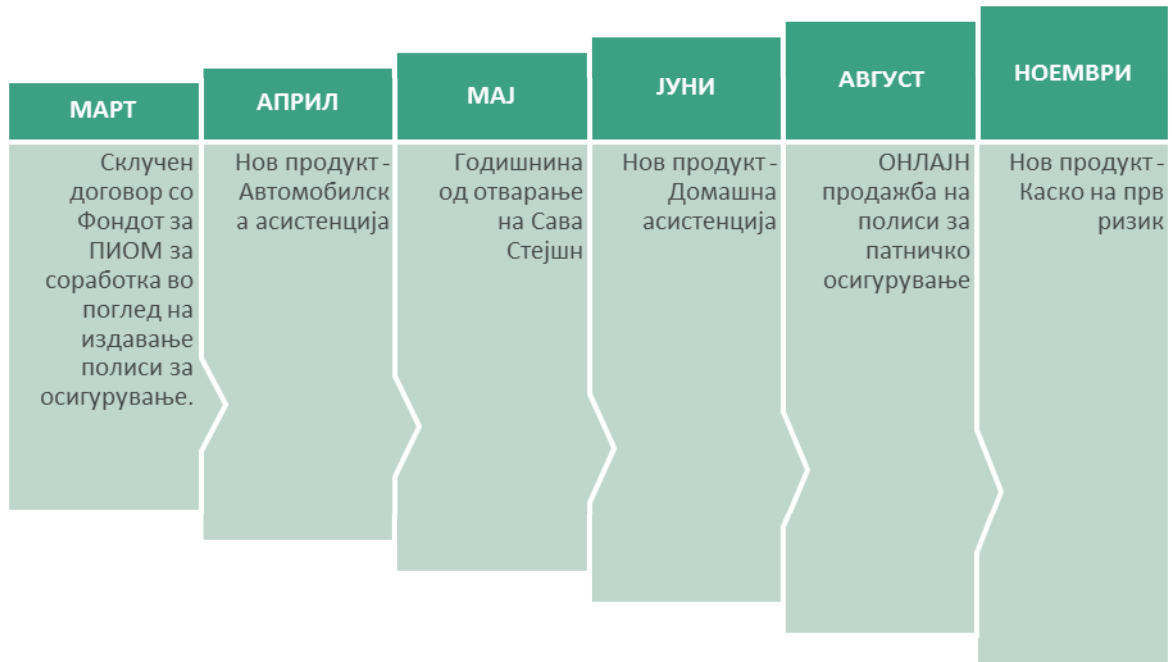 МАРТ
Склучен
договор со
Фондот за
ПИОМ за
соработка во
поглед на
издавање
полиси за
осигурување.
АПРИЛ
Нов продукт -
Автомобилск
а асистенција
МАЈ
Годишнина
од отварање
на Сава
Стејшн
ЈУНИ
Нов продукт -
Домашна
асистенција
АВГУСТ
ОНЛАЈН
продажба на
полиси за
патничко
осигурување
НОЕМВРИ
Нов продукт -
Каско на прв
ризик